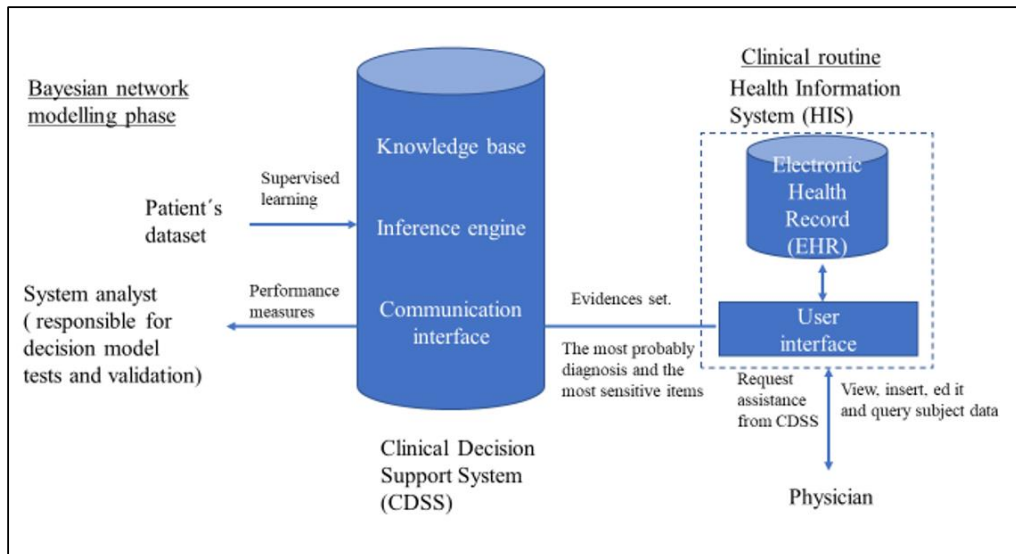 Bayesian network
modelling phase
Patient´s
dataset
Supervised
learning
System analyst
( responsible for
decision model
tests and validation)
Performance
measures
Knowledge base
Inference engine
Communication
interface
Clinical Decision
Support System
(CDSS)
Evidences set.
The most probably
diagnosis and the
most sensitive items
Clinical routine
Health Information
System (HIS)
Electronic
Health
Record
(EHR)
User
interface
Request
assistance
from CDSS
View, insert, ed it
and query subject data
Physician